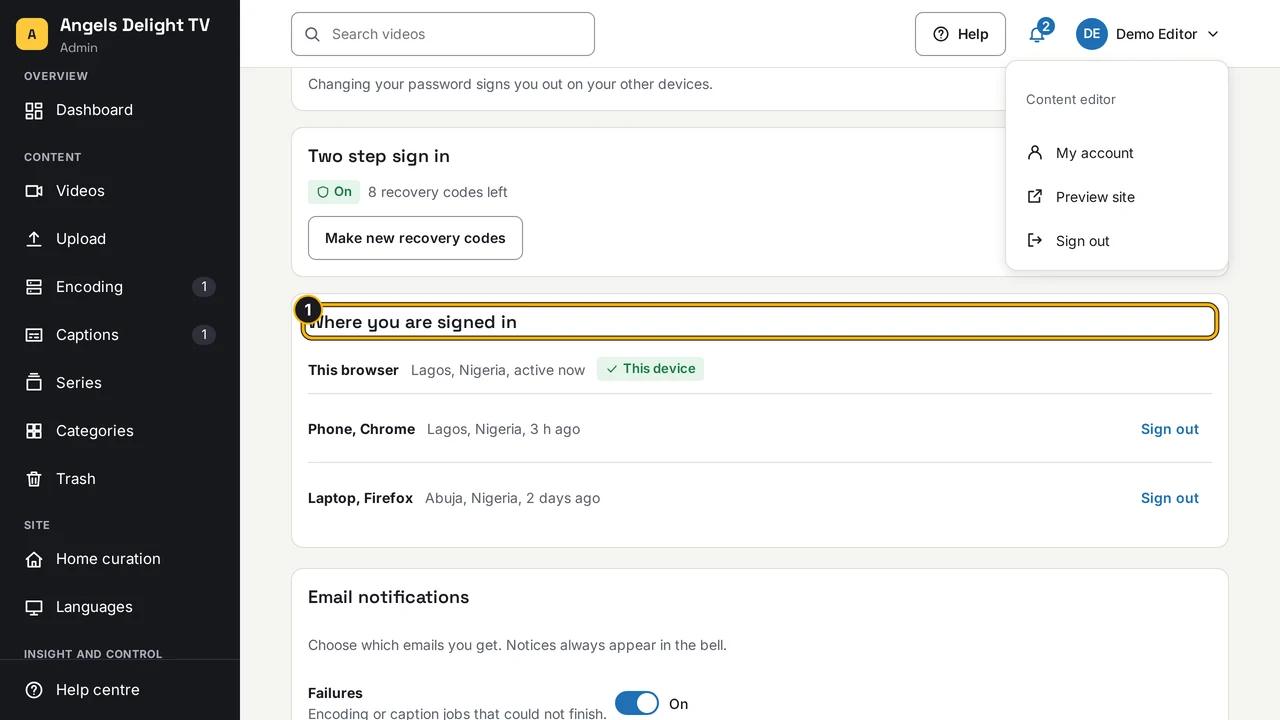 A
Angels Delight TV
Admin
OVERVIEW
Dashboard
CONTENT
Videos
Upload
Encoding 1
Captions 1
Series
Categories
Trash
SITE
Home curation
Languages
INSIGHT AND CONTROL
Help centre
Search videos
Help
2
DE Demo Editor
Content editor
My account
Preview site
Sign out
Changing your password signs you out on your other devices.
Two step sign in
On 8 recovery codes left
Make new recovery codes
1
Where you are signed in
This browser Lagos, Nigeria, active now This device
Phone, Chrome Lagos, Nigeria, 3 h ago Sign out
Laptop, Firefox Abuja, Nigeria, 2 days ago Sign out
Email notifications
Choose which emails you get. Notices always appear in the bell.
Failures
Encoding or caption jobs that could not finish.
On